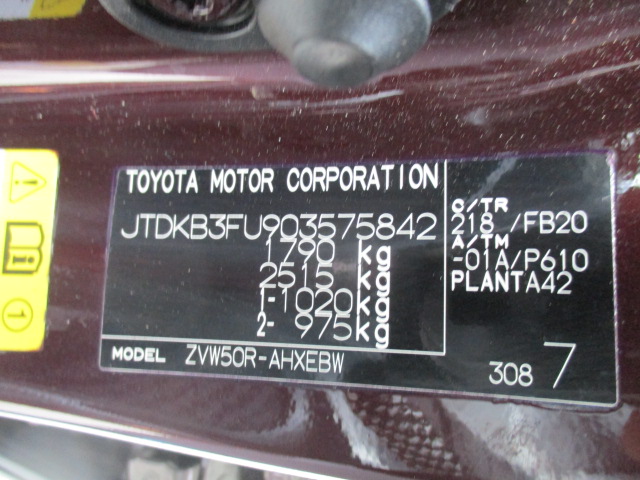 TOYOTA MOTOR CORPORATION
JTDKB3FU903575842
1790 kg
2515 kg
1-1020kg
2- 975kg
MODEL ZVW50R-AHXEBW
C/TR
218 /FB20
A/TM
-01A/P610
PLANTA42
308 7
1